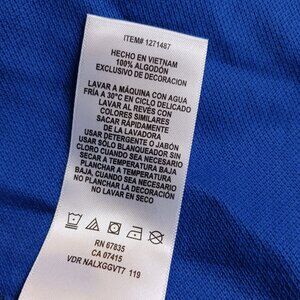 ITEM# 1271487
HECHO EN VIETNAM
100% ALGODÓN
EXCLUSIVO DE DECORACION
LAVAR A MÁQUINA CON AGUA
FRÍA A 30°C EN CICLO DELICADO
LAVAR AL REVÉS CON
COLORES SIMILARES
SACAR RÁPIDAMENTE
DE LA LAVADORA
USAR DETERGENTE O JABÓN
USAR SÓLO BLANQUEADOR SIN
CLORO CUANDO SEA NECESARIO
SECAR A TEMPERATURA BAJA
PLANCHAR A TEMPERATURA
BAJA, CUANDO SEA NECESARIO
NO PLANCHAR LA DECORACIÓN
NO LAVAR EN SECO
RN 67835
CA 07415
VDR NALXGGVT7 119